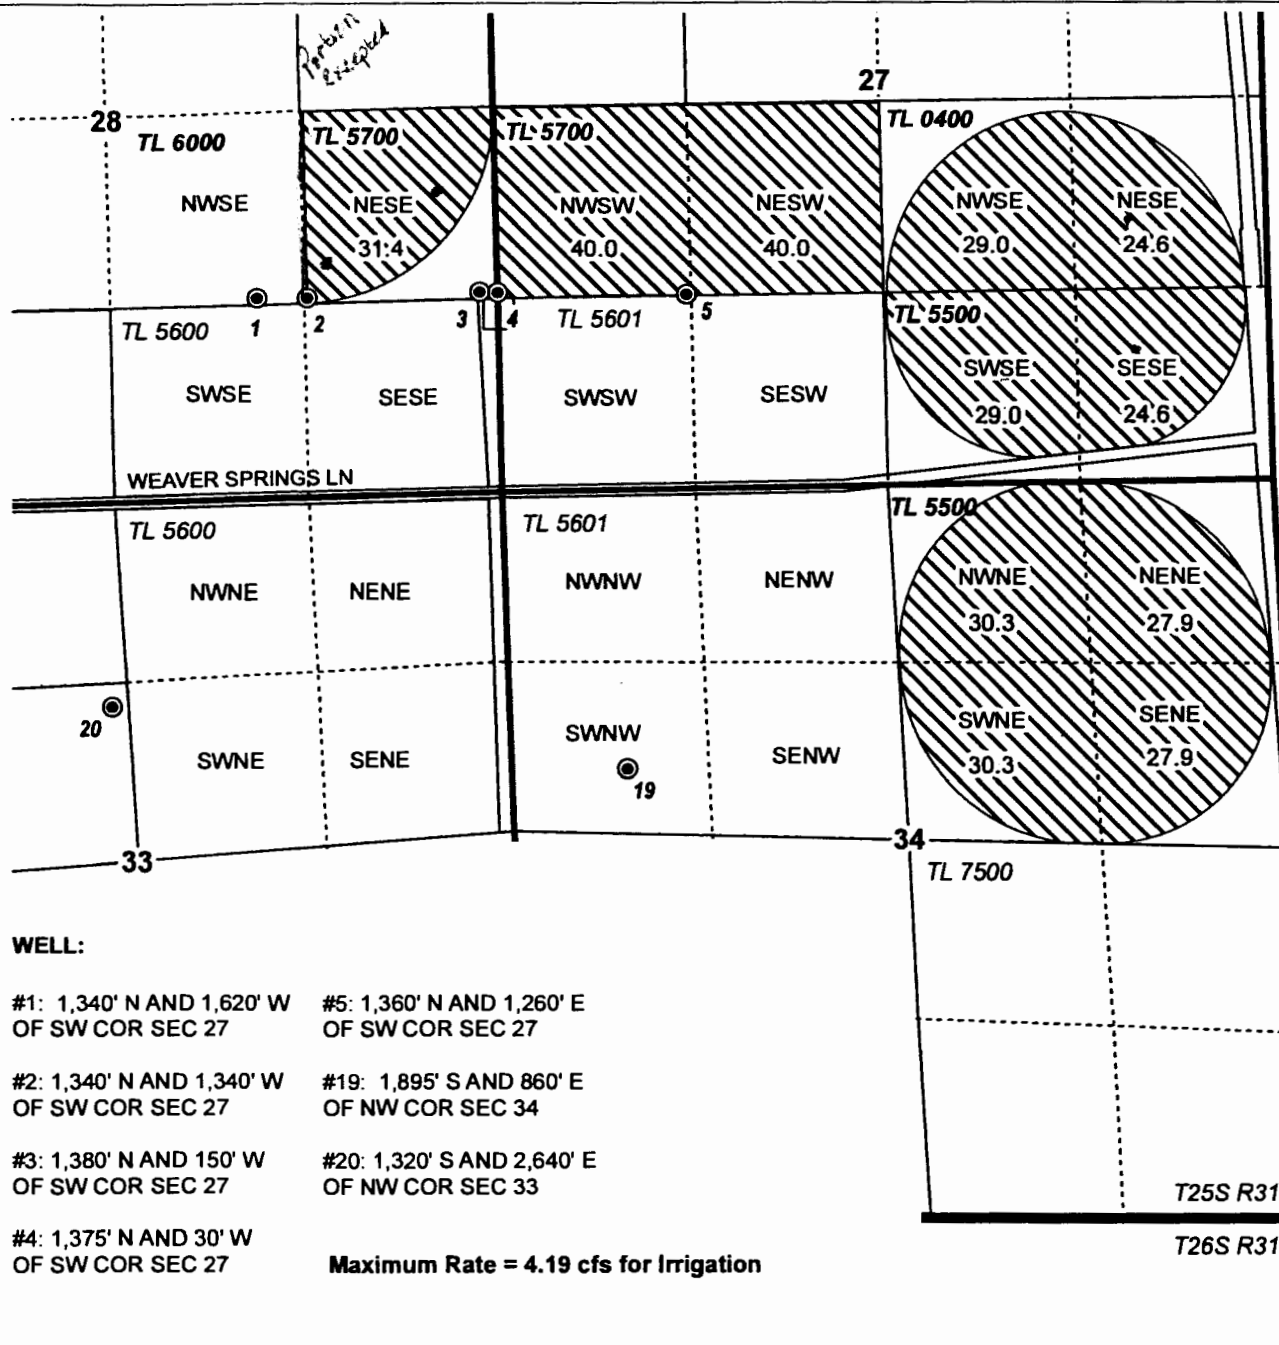 Portion
Excepted
27
28
TL 6000
TL 5700
TL 5700
TL 0400
NWSE
NESE
31.4
NWSW
40.0
NESW
40.0
NWSE
29.0
NESE
24.6
1
2
3
4
5
TL 5600
TL 5601
TL 5500
SWSE
SESE
SWSW
SESW
SWSE
29.0
SESE
24.6
WEAVER SPRINGS LN
TL 5600
TL 5601
TL 5500
NWNE
NENE
NWNW
NENW
NWNE
30.3
NENE
27.9
20
SWNE
SENE
SWNW
19
SENW
SWNE
30.3
SENE
27.9
33
34
TL 7500
WELL:
#1: 1,340' N AND 1,620' W
OF SW COR SEC 27
#2: 1,340' N AND 1,340' W
OF SW COR SEC 27
#3: 1,380' N AND 150' W
OF SW COR SEC 27
#4: 1,375' N AND 30' W
OF SW COR SEC 27
#5: 1,360' N AND 1,260' E
OF SW COR SEC 27
#19: 1,895' S AND 860' E
OF NW COR SEC 34
#20: 1,320' S AND 2,640' E
OF NW COR SEC 33
Maximum Rate = 4.19 cfs for Irrigation
T25S R31
T26S R31